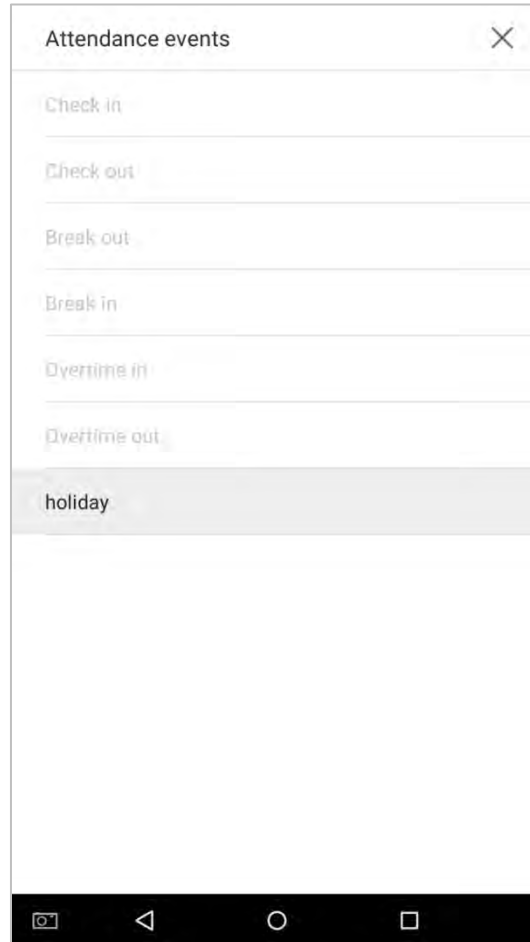 Attendance events
Check in
Check out
Break out
Break in
Overtime in
Overtime out
holiday